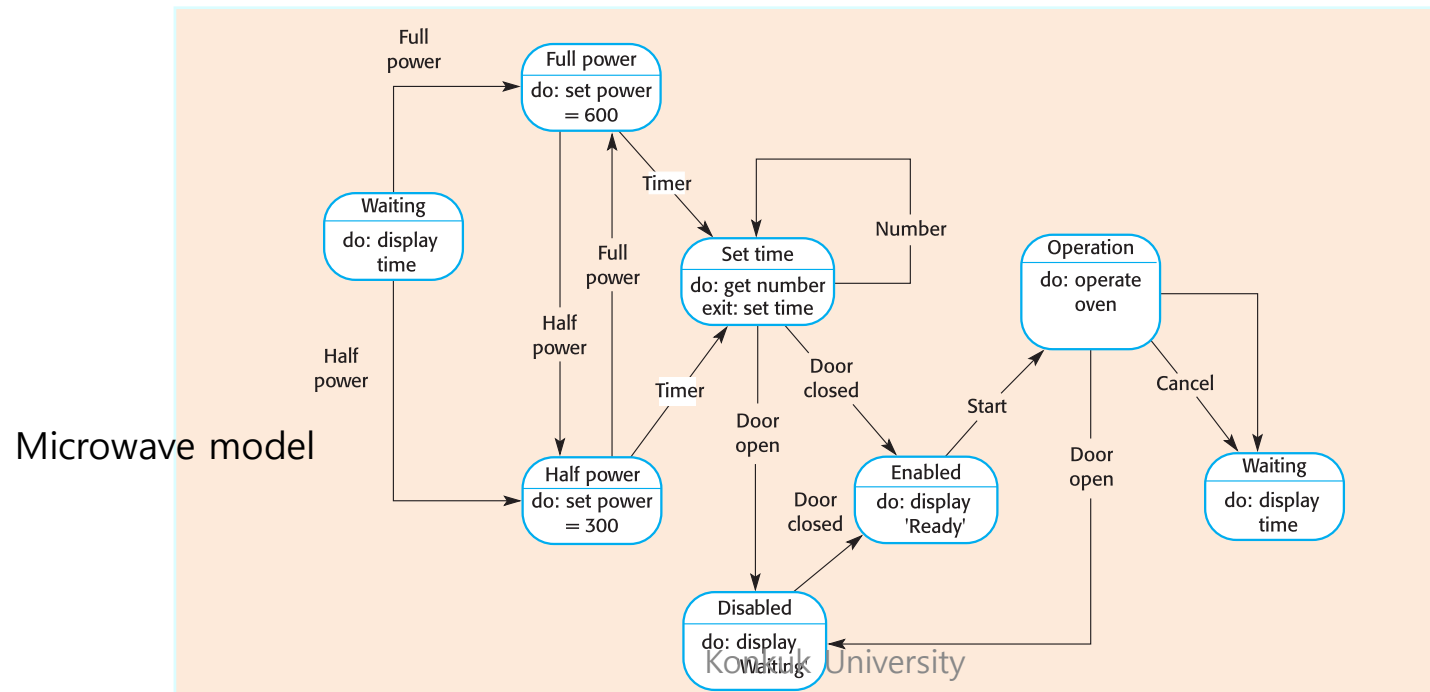 Full
power
Full power
do: set power
= 600
Timer
Waiting
do: display
time
Number
Full
power
Set time
do: get number
exit: set time
Operation
do: operate
oven
Half
power
Half
power
Timer
Door
closed
Cancel
Start
Door
open
Microwave model
Half power
do: set power
= 300
Door
open
Enabled
do: display
'Ready'
Door
closed
Waiting
do: display
time
Disabled
do: display
'Waiting'
Konkuk University